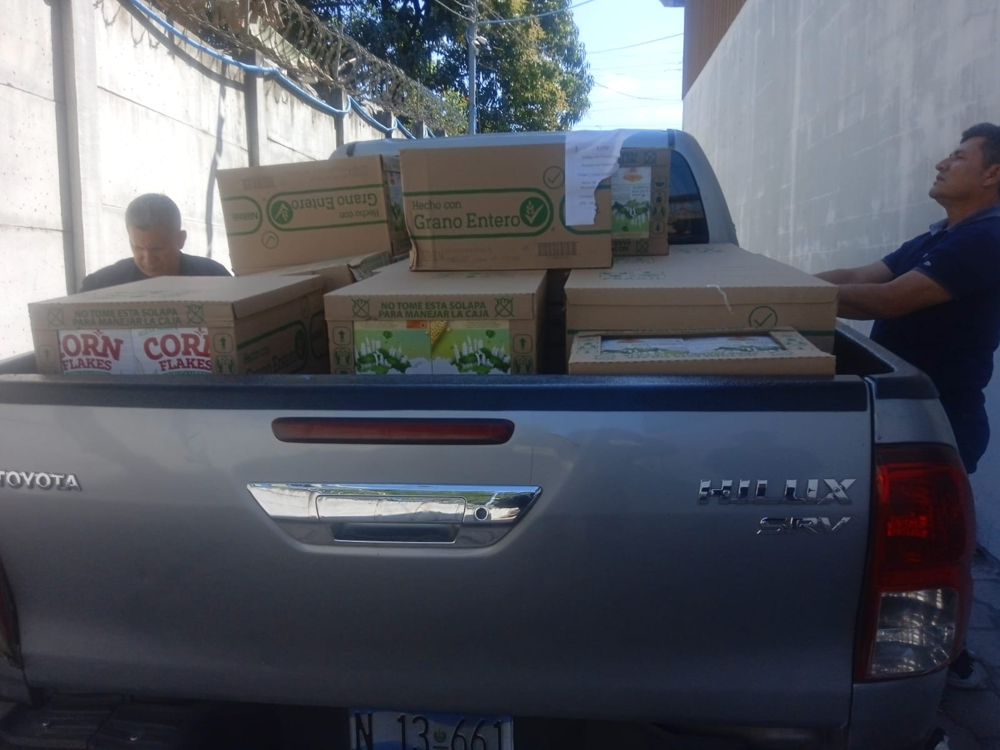 Grano Entero
Hecho con
Nestlé
Hecho con
Grano Entero
Lote
NO TOME ESTA SOLAPA
PARA MANEJAR LA CAJA
NO TOME ESTA SOLAPA
PARA MANEJAR LA CAJA
CORN
FLAKES
CORN
FLAKES
Hecho con
Grano Entero
TOYOTA
HILUX
SRV
N 13-661